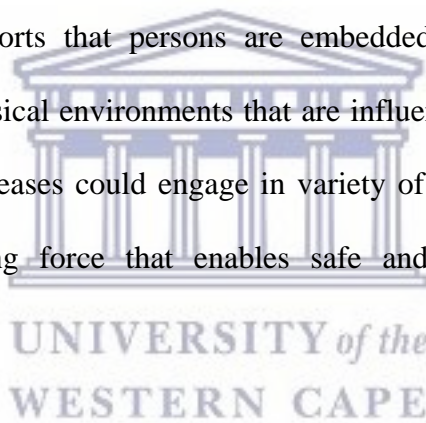 orts that persons are embedded
sical environments that are influe
eases could engage in variety of
ng force that enables safe and
UNIVERSITY of the
WESTERN CAPE